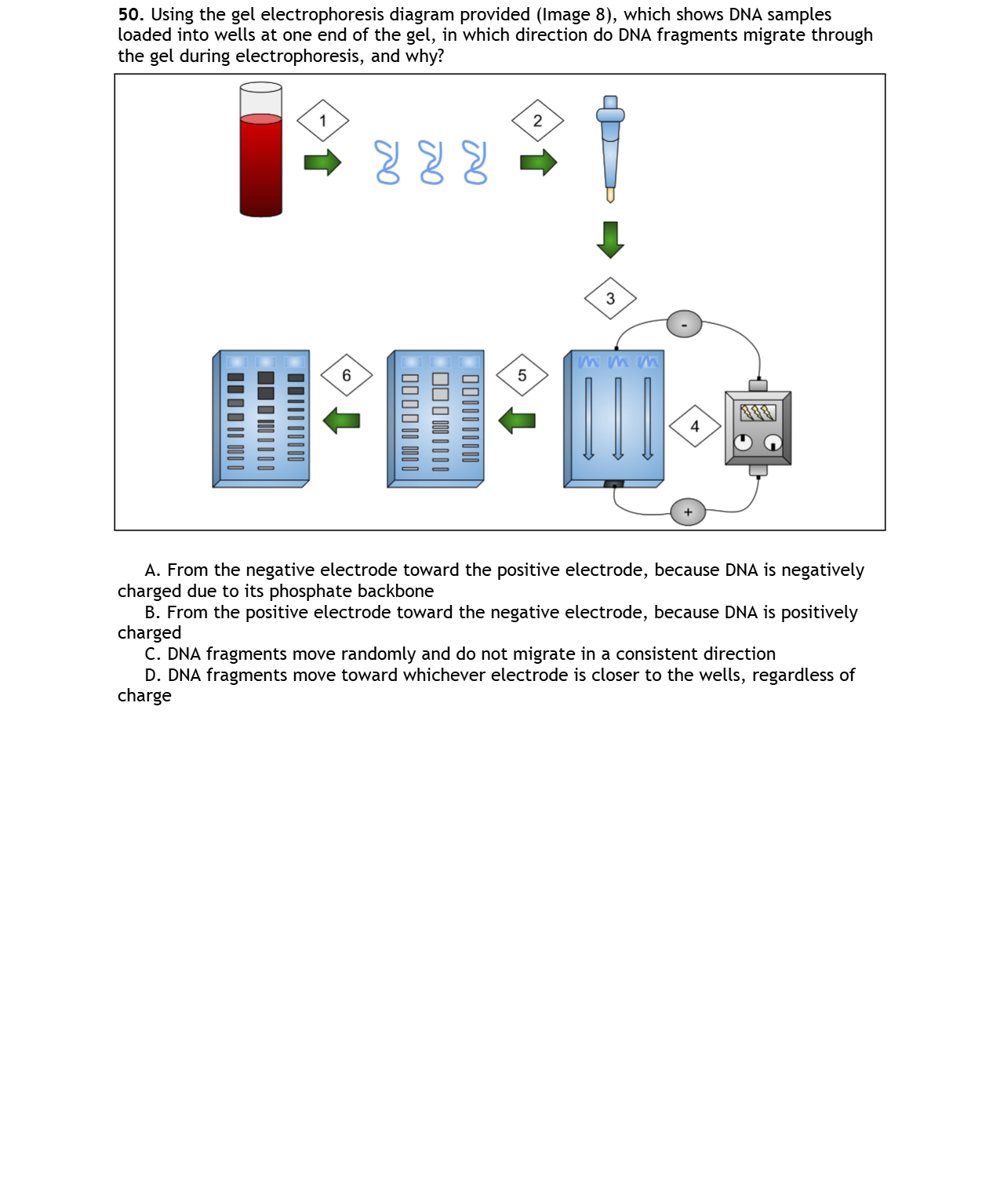 50. Using the gel electrophoresis diagram provided (Image 8), which shows DNA samples
loaded into wells at one end of the gel, in which direction do DNA fragments migrate through
the gel during electrophoresis, and why?
1
2
3
-
6
5
4
+
A. From the negative electrode toward the positive electrode, because DNA is negatively
charged due to its phosphate backbone
B. From the positive electrode toward the negative electrode, because DNA is positively
charged
C. DNA fragments move randomly and do not migrate in a consistent direction
D. DNA fragments move toward whichever electrode is closer to the wells, regardless of
charge